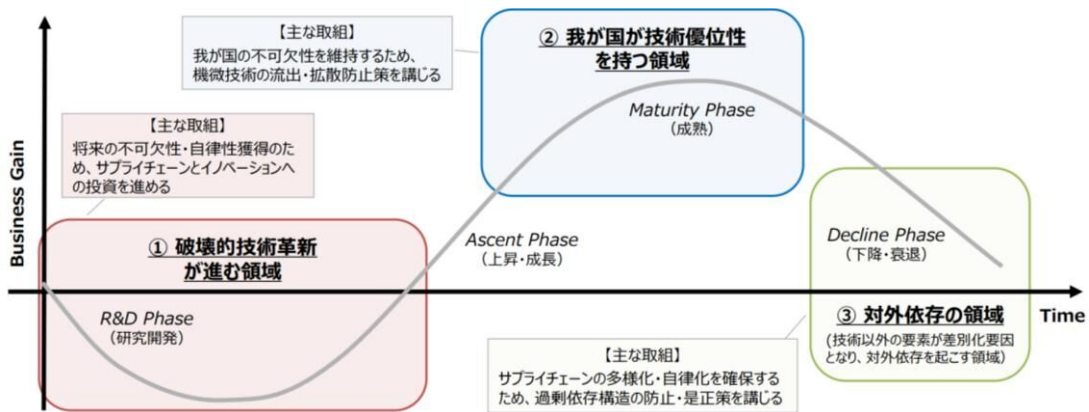 【主な取組】
我が国の不可欠性を維持するため、
機微技術の流出・拡散防止策を講じる
② 我が国が技術優位性
を持つ領域
Maturity Phase
（成熟）
【主な取組】
将来の不可欠性・自律性獲得のた
め、サプライチェーンとイノベーションへ
の投資を進める
Business Gain
① 破壊的技術革新
が進む領域
R&D Phase
（研究開発）
Ascent Phase
（上昇・成長）
Decline Phase
（下降・衰退）
Time
③ 対外依存の領域
(技術以外の要素が差別化要因
となり、対外依存を起こす領域)
【主な取組】
サプライチェーンの多様化・自律化を確保する
ため、過剰依存構造の防止・是正策を講じる